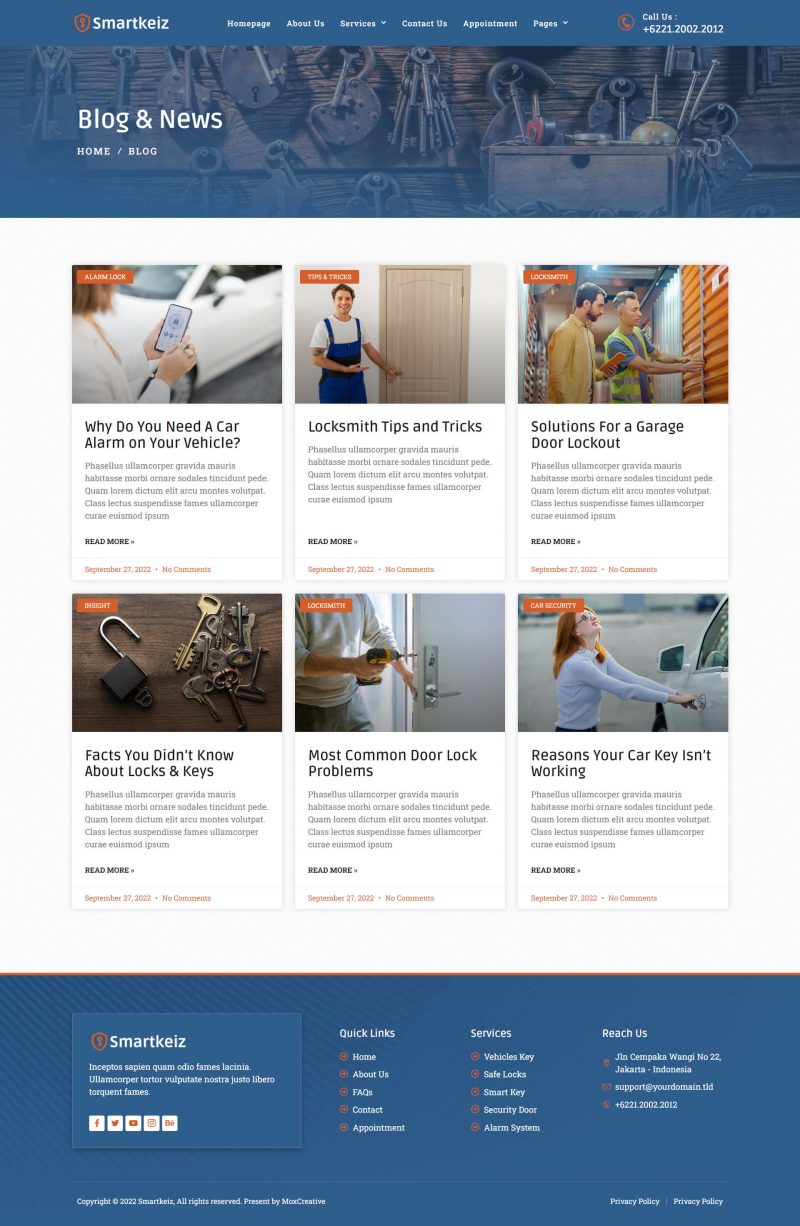 Smartkeiz
Homepage About Us Services Contact Us Appointment Pages
Call Us :
+6221.2002.2012
Blog & News
HOME / BLOG
ALARM LOCK
Why Do You Need A Car
Alarm on Your Vehicle?
Phasellus ullamcorper gravida mauris
habitasse morbi ornare sodales tincidunt pede.
Quam lorem dictum elit arcu montes volutpat.
Class lectus suspendisse fames ullamcorper
curae euismod ipsum
READ MORE »
September 27, 2022 • No Comments
TIPS & TRICKS
Locksmith Tips and Tricks
Phasellus ullamcorper gravida mauris
habitasse morbi ornare sodales tincidunt pede.
Quam lorem dictum elit arcu montes volutpat.
Class lectus suspendisse fames ullamcorper
curae euismod ipsum
READ MORE »
September 27, 2022 • No Comments
LOCKSMITH
Solutions For a Garage
Door Lockout
Phasellus ullamcorper gravida mauris
habitasse morbi ornare sodales tincidunt pede.
Quam lorem dictum elit arcu montes volutpat.
Class lectus suspendisse fames ullamcorper
curae euismod ipsum
READ MORE »
September 27, 2022 • No Comments
INSIGHT
Facts You Didn't Know
About Locks & Keys
Phasellus ullamcorper gravida mauris
habitasse morbi ornare sodales tincidunt pede.
Quam lorem dictum elit arcu montes volutpat.
Class lectus suspendisse fames ullamcorper
curae euismod ipsum
READ MORE »
September 27, 2022 • No Comments
LOCKSMITH
Most Common Door Lock
Problems
Phasellus ullamcorper gravida mauris
habitasse morbi ornare sodales tincidunt pede.
Quam lorem dictum elit arcu montes volutpat.
Class lectus suspendisse fames ullamcorper
curae euismod ipsum
READ MORE »
September 27, 2022 • No Comments
CAR SECURITY
Reasons Your Car Key Isn't
Working
Phasellus ullamcorper gravida mauris
habitasse morbi ornare sodales tincidunt pede.
Quam lorem dictum elit arcu montes volutpat.
Class lectus suspendisse fames ullamcorper
curae euismod ipsum
READ MORE »
September 27, 2022 • No Comments
Smartkeiz
Inceptos sapien quam odio fames lacinia.
Ullamcorper tortor vulputate nostra justo libero
torquent fames.
Quick Links
Home
About Us
FAQs
Contact
Appointment
Services
Vehicles Key
Safe Locks
Smart Key
Security Door
Alarm System
Reach Us
Jln Cempaka Wangi No 22,
Jakarta - Indonesia
support@yourdomain.tld
+6221.2002.2012
Copyright © 2022 Smartkeiz, All rights reserved. Present by MoxCreative
Privacy Policy | Privacy Policy